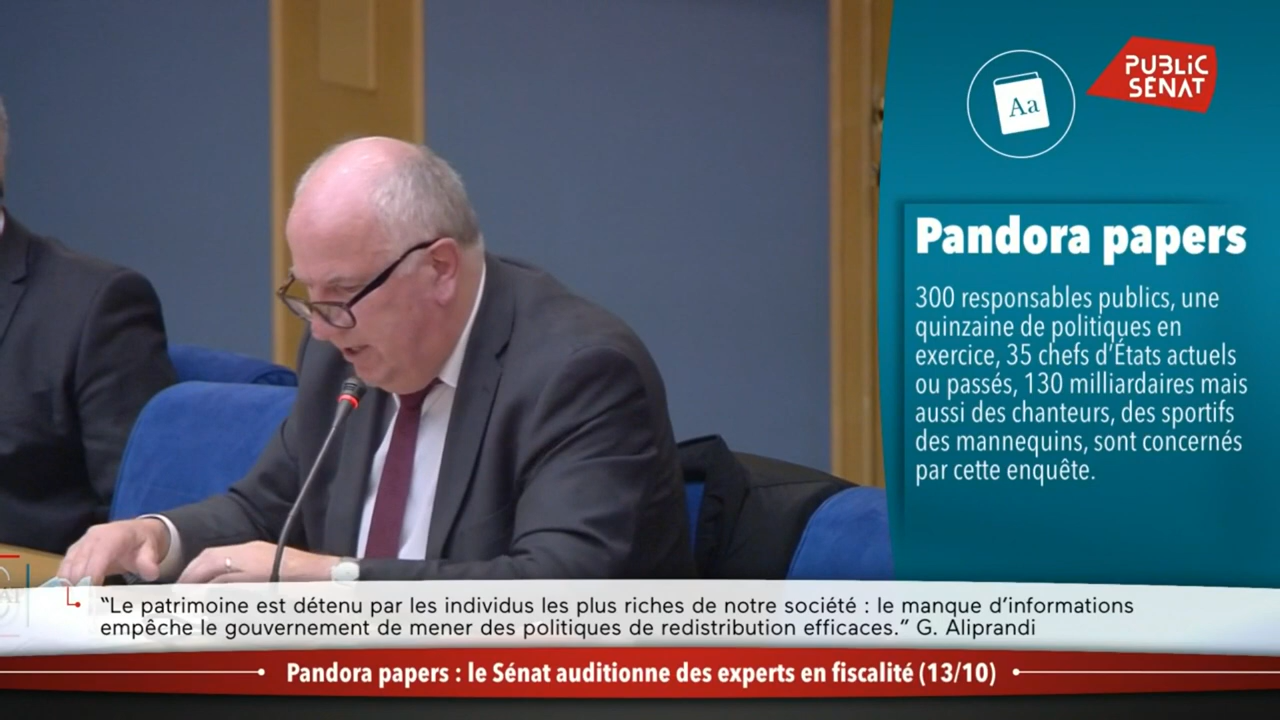 Aa
PUBLIC
SÉNAT
Pandora papers
300 responsables publics, une
quinzaine de politiques en
exercice, 35 chefs d'États actuels
ou passés, 130 milliardaires mais
aussi des chanteurs, des sportifs
des mannequins, sont concernés
par cette enquête.
“Le patrimoine est détenu par les individus les plus riches de notre société : le manque d'informations
empêche le gouvernement de mener des politiques de redistribution efficaces.” G. Aliprandi
Pandora papers : le Sénat auditionne des experts en fiscalité (13/10)